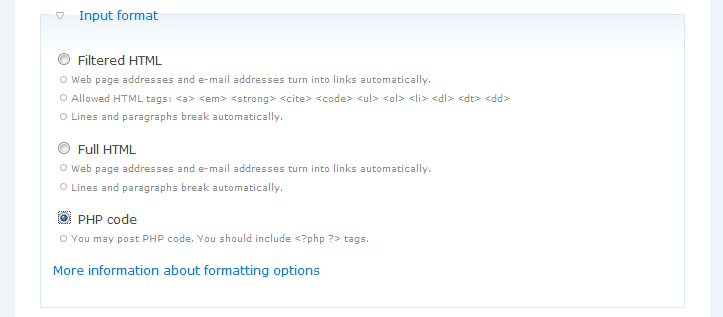 Input format
Filtered HTML
Web page addresses and e-mail addresses turn into links automatically.
Allowed HTML tags: <a> <em> <strong> <cite> <code> <ul> <ol> <li> <dl> <dt> <dd>
Lines and paragraphs break automatically.
Full HTML
Web page addresses and e-mail addresses turn into links automatically.
Lines and paragraphs break automatically.
PHP code
You may post PHP code. You should include <?php ?> tags.
More information about formatting options